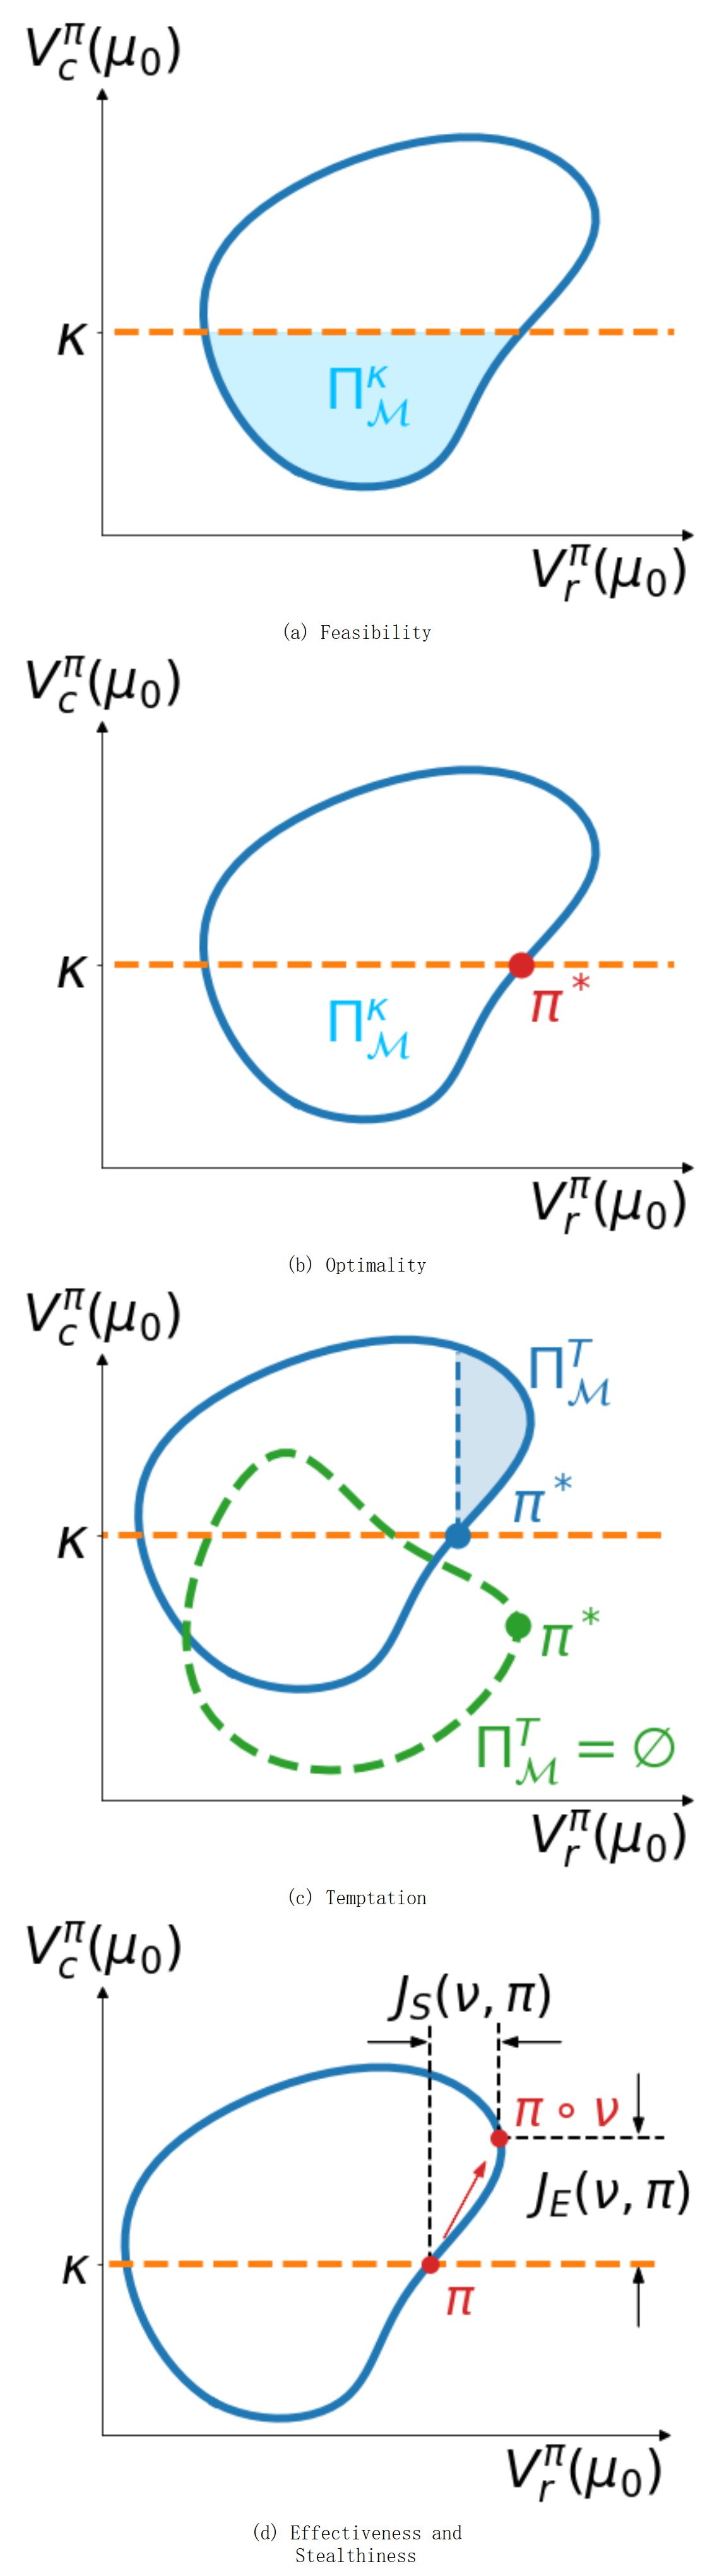 V_c^π(μ_0)
κ
Π_ℳ^κ
V_r^π(μ_0)
(a) Feasibility
V_c^π(μ_0)
κ
π*
Π_ℳ^κ
V_r^π(μ_0)
(b) Optimality
V_c^π(μ_0)
Π_ℳ^T
π*
κ
π*
Π_ℳ^T = ∅
V_r^π(μ_0)
(c) Temptation
V_c^π(μ_0)
J_S(ν, π)
π ∘ ν
J_E(ν, π)
κ
π
V_r^π(μ_0)
(d) Effectiveness and
Stealthiness